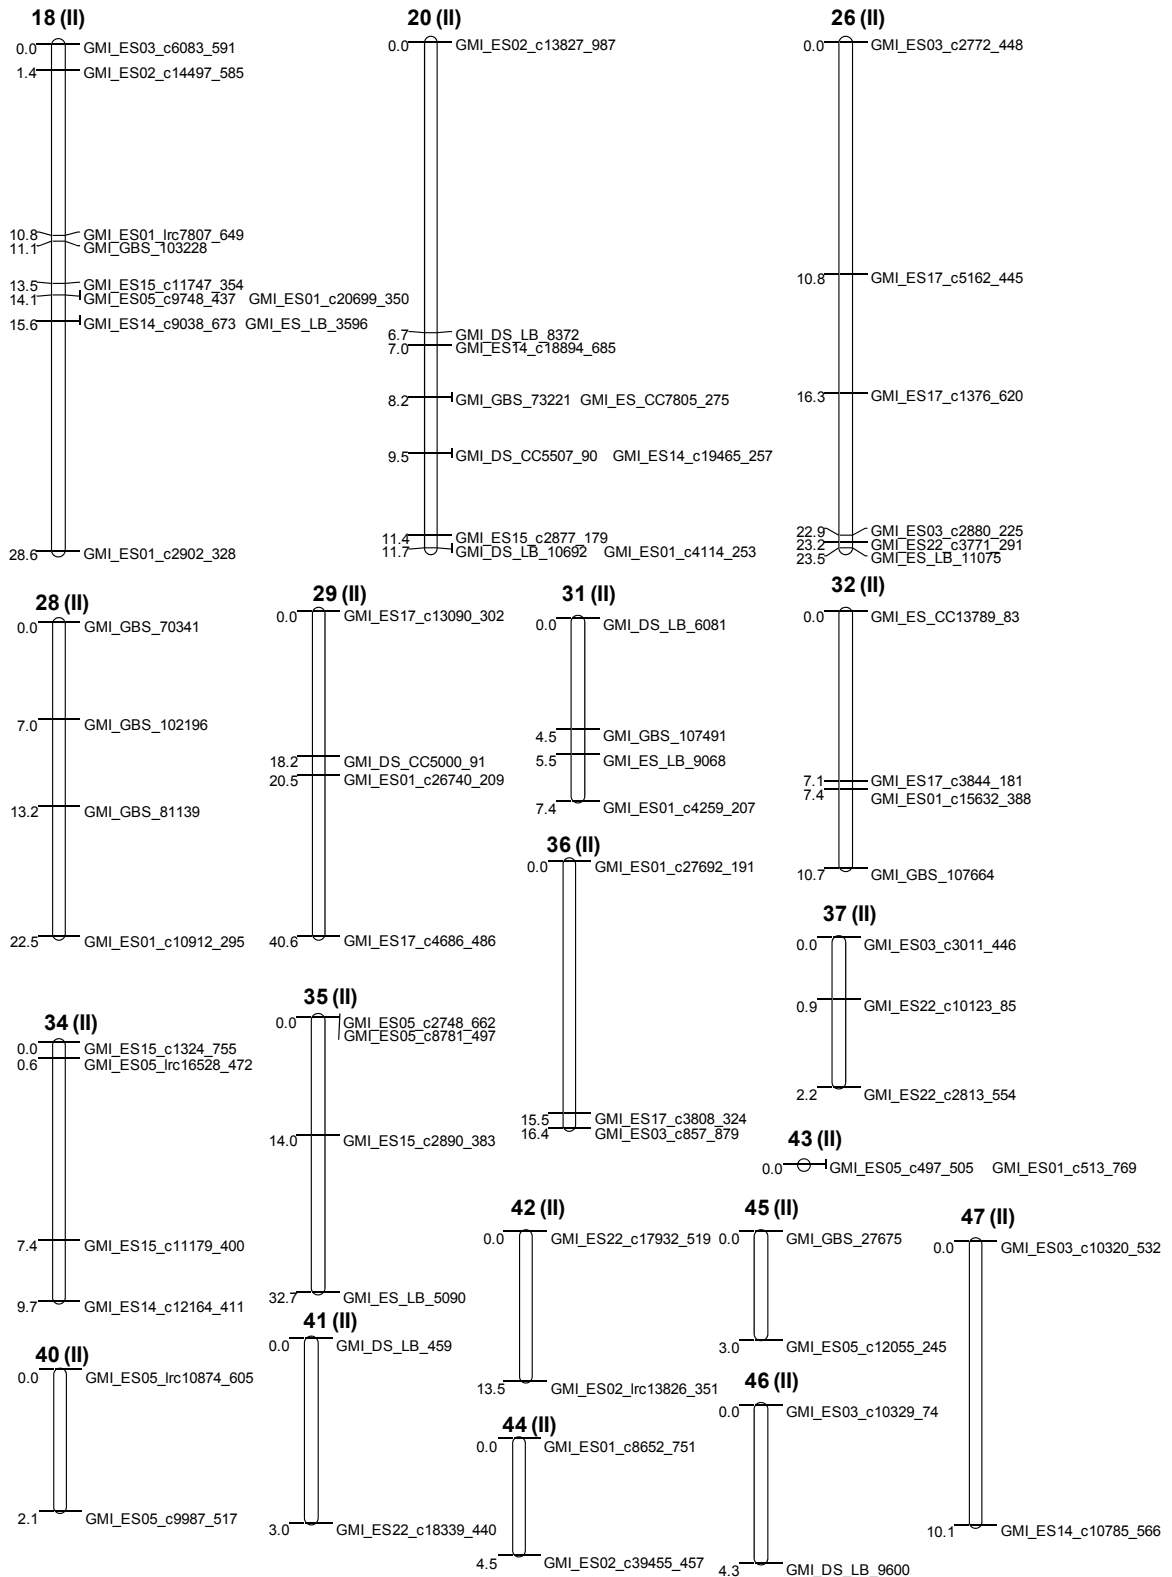 18 (II)
0.0 GMI_ES03_c6083_591
1.4 GMI_ES02_c14497_585
10.8 GMI_ES01_lrc7807_649
11.1 GMI_GBS_103228
13.5 GMI_ES15_c11747_354
14.1 GMI_ES05_c9748_437 GMI_ES01_c20699_350
15.6 GMI_ES14_c9038_673 GMI_ES_LB_3596
28.6 GMI_ES01_c2902_328
20 (II)
0.0 GMI_ES02_c13827_987
6.7 GMI_DS_LB_8372
7.0 GMI_ES14_c18894_685
8.2 GMI_GBS_73221 GMI_ES_CC7805_275
9.5 GMI_DS_CC5507_90 GMI_ES14_c19465_257
11.4 GMI_ES15_c2877_179
11.7 GMI_DS_LB_10692 GMI_ES01_c4114_253
26 (II)
0.0 GMI_ES03_c2772_448
10.8 GMI_ES17_c5162_445
16.3 GMI_ES17_c1376_620
22.9 GMI_ES03_c2880_225
23.2 GMI_ES22_c3771_291
23.5 GMI_ES_LB_11075
28 (II)
0.0 GMI_GBS_70341
7.0 GMI_GBS_102196
13.2 GMI_GBS_81139
22.5 GMI_ES01_c10912_295
29 (II)
0.0 GMI_ES17_c13090_302
18.2 GMI_DS_CC5000_91
20.5 GMI_ES01_c26740_209
40.6 GMI_ES17_c4686_486
31 (II)
0.0 GMI_DS_LB_6081
4.5 GMI_GBS_107491
5.5 GMI_ES_LB_9068
7.4 GMI_ES01_c4259_207
32 (II)
0.0 GMI_ES_CC13789_83
7.1 GMI_ES17_c3844_181
7.4 GMI_ES01_c15632_388
10.7 GMI_GBS_107664
34 (II)
0.0 GMI_ES15_c1324_755
0.6 GMI_ES05_lrc16528_472
7.4 GMI_ES15_c11179_400
9.7 GMI_ES14_c12164_411
35 (II)
0.0 GMI_ES05_c2748_662
GMI_ES05_c8781_497
14.0 GMI_ES15_c2890_383
32.7 GMI_ES_LB_5090
36 (II)
0.0 GMI_ES01_c27692_191
15.5 GMI_ES17_c3808_324
16.4 GMI_ES03_c857_879
37 (II)
0.0 GMI_ES03_c3011_446
0.9 GMI_ES22_c10123_85
2.2 GMI_ES22_c2813_554
43 (II)
0.0 GMI_ES05_c497_505 GMI_ES01_c513_769
40 (II)
0.0 GMI_ES05_lrc10874_605
2.1 GMI_ES05_c9987_517
41 (II)
0.0 GMI_DS_LB_459
3.0 GMI_ES22_c18339_440
42 (II)
0.0 GMI_ES22_c17932_519
13.5 GMI_ES02_lrc13826_351
44 (II)
0.0 GMI_ES01_c8652_751
4.5 GMI_ES02_c39455_457
45 (II)
0.0 GMI_GBS_27675
3.0 GMI_ES05_c12055_245
46 (II)
0.0 GMI_ES03_c10329_74
4.3 GMI_DS_LB_9600
47 (II)
0.0 GMI_ES03_c10320_532
10.1 GMI_ES14_c10785_566